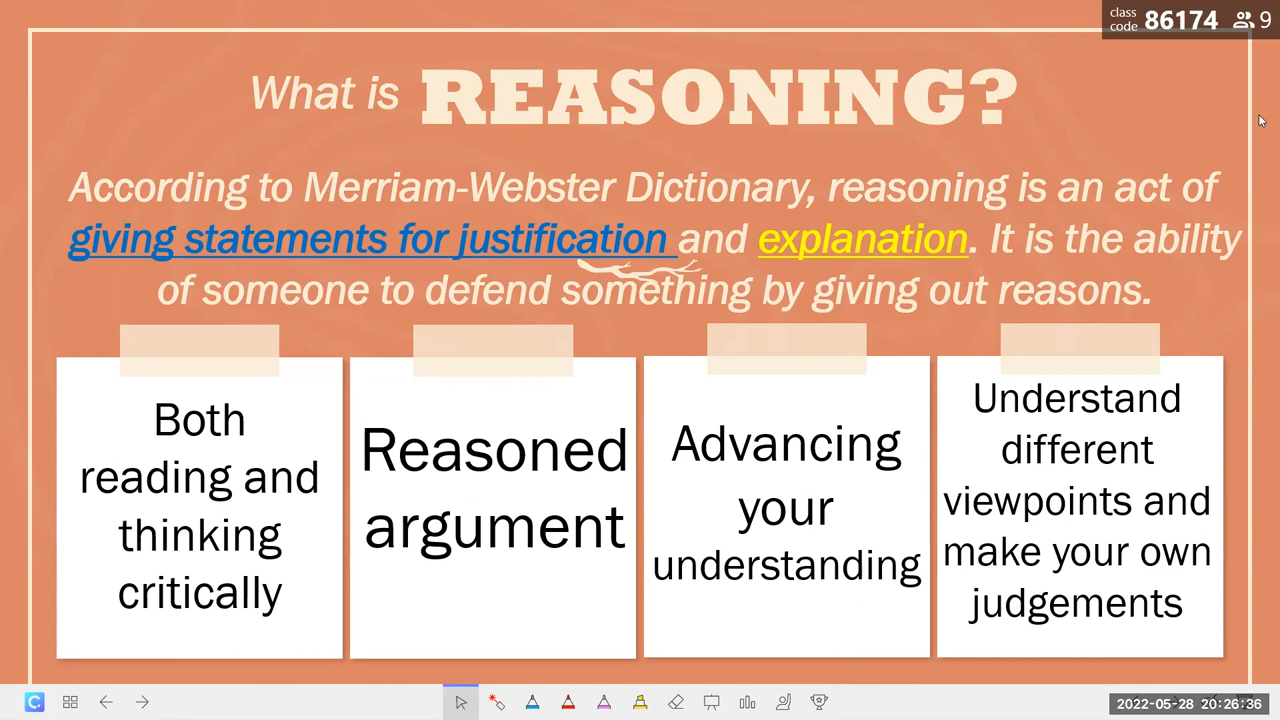 class code 86174 9
What is REASONING?
According to Merriam-Webster Dictionary, reasoning is an act of
giving statements for justification and explanation. It is the ability
of someone to defend something by giving out reasons.
Both
reading and
thinking
critically
Reasoned
argument
Advancing
your
understanding
Understand
different
viewpoints and
make your own
judgements
2022-05-28 20:26:36